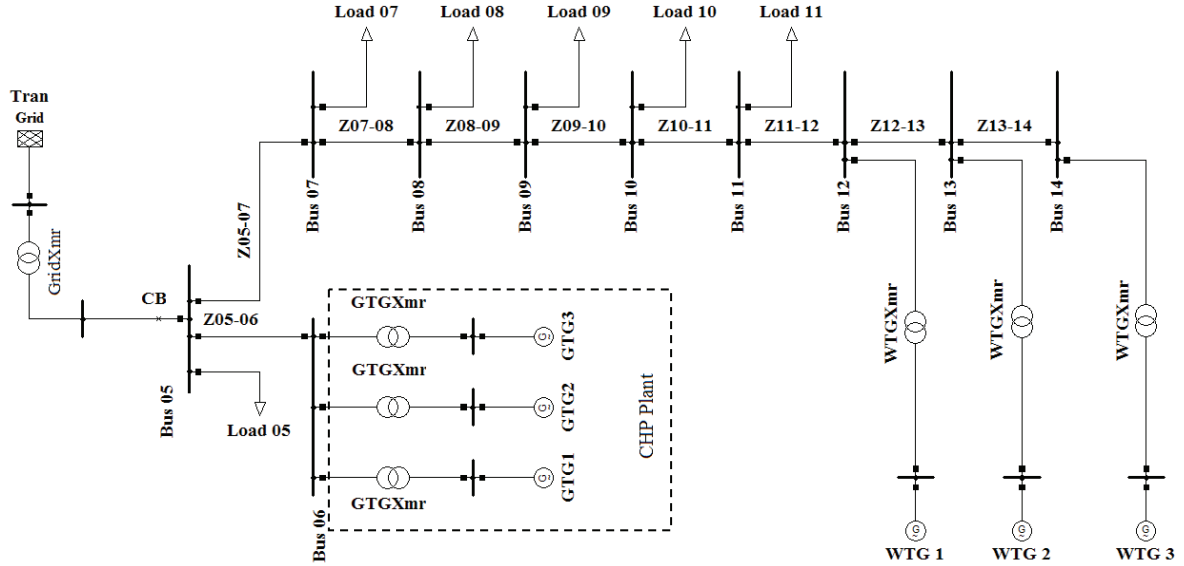 Load 07
Load 08
Load 09
Load 10
Load 11
Tran
Grid
Z07-08
Z08-09
Z09-10
Z10-11
Z11-12
Z12-13
Z13-14
Bus 07
Bus 08
Bus 09
Bus 10
Bus 11
Bus 12
Bus 13
Bus 14
Z05-07
GridXmr
CB
Z05-06
GTGXmr
GTG3
GTGXmr
GTG2
GTGXmr
GTG1
CHP Plant
Bus 05
Load 05
Bus 06
WTGXmr
WTGXmr
WTGXmr
G~
G~
G~
G~
G~
G~
WTG 1
WTG 2
WTG 3